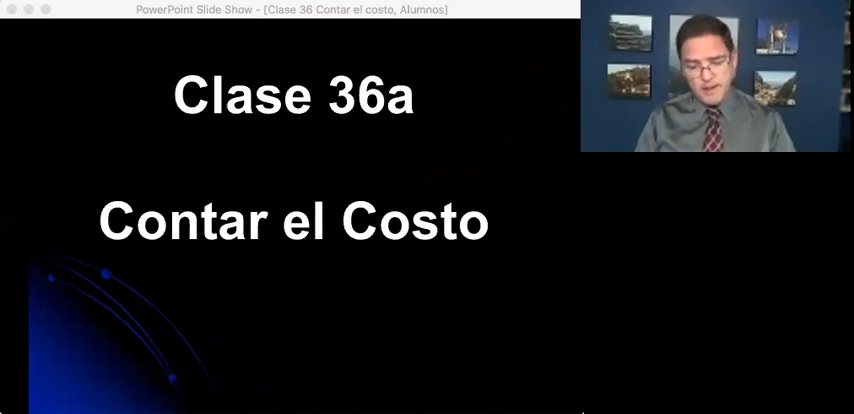 PowerPoint Slide Show - [Clase 36 Contar el costo, Alumnos]
Clase 36a
Contar el Costo